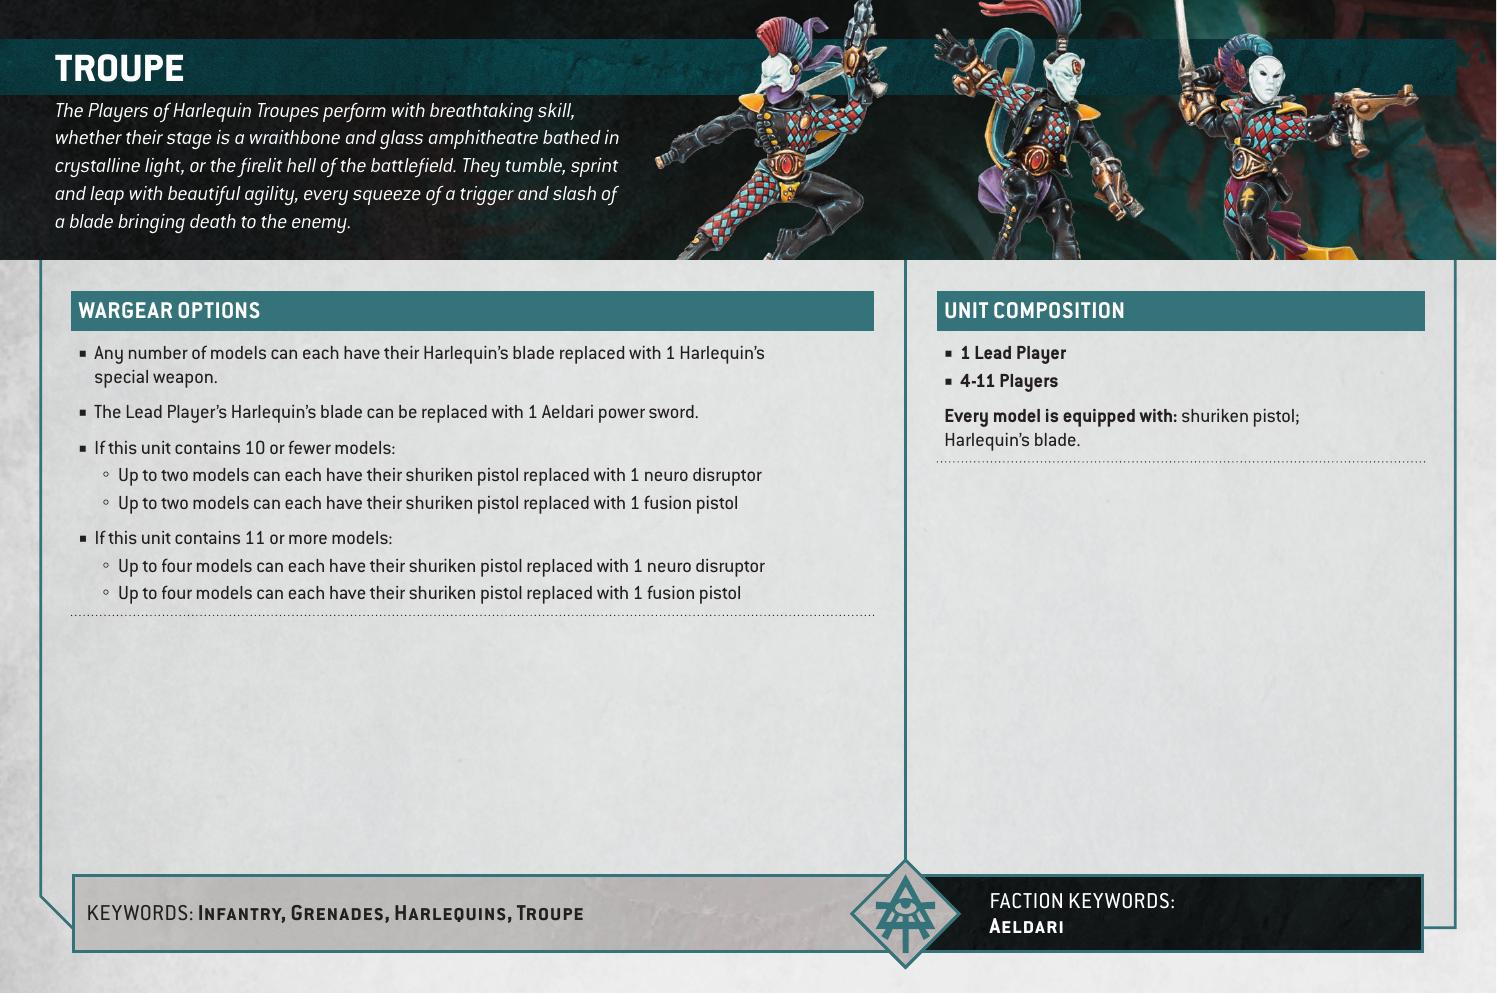 TROUPE
The Players of Harlequin Troupes perform with breathtaking skill,
whether their stage is a wraithbone and glass amphitheatre bathed in
crystalline light, or the firelit hell of the battlefield. They tumble, sprint
and leap with beautiful agility, every squeeze of a trigger and slash of
a blade bringing death to the enemy.
WARGEAR OPTIONS
▪ Any number of models can each have their Harlequin’s blade replaced with 1 Harlequin’s
special weapon.
▪ The Lead Player’s Harlequin’s blade can be replaced with 1 Aeldari power sword.
▪ If this unit contains 10 or fewer models:
◦ Up to two models can each have their shuriken pistol replaced with 1 neuro disruptor
◦ Up to two models can each have their shuriken pistol replaced with 1 fusion pistol
▪ If this unit contains 11 or more models:
◦ Up to four models can each have their shuriken pistol replaced with 1 neuro disruptor
◦ Up to four models can each have their shuriken pistol replaced with 1 fusion pistol
UNIT COMPOSITION
▪ 1 Lead Player
▪ 4-11 Players
Every model is equipped with: shuriken pistol;
Harlequin’s blade.
KEYWORDS: Infantry, Grenades, Harlequins, Troupe
FACTION KEYWORDS:
Aeldari